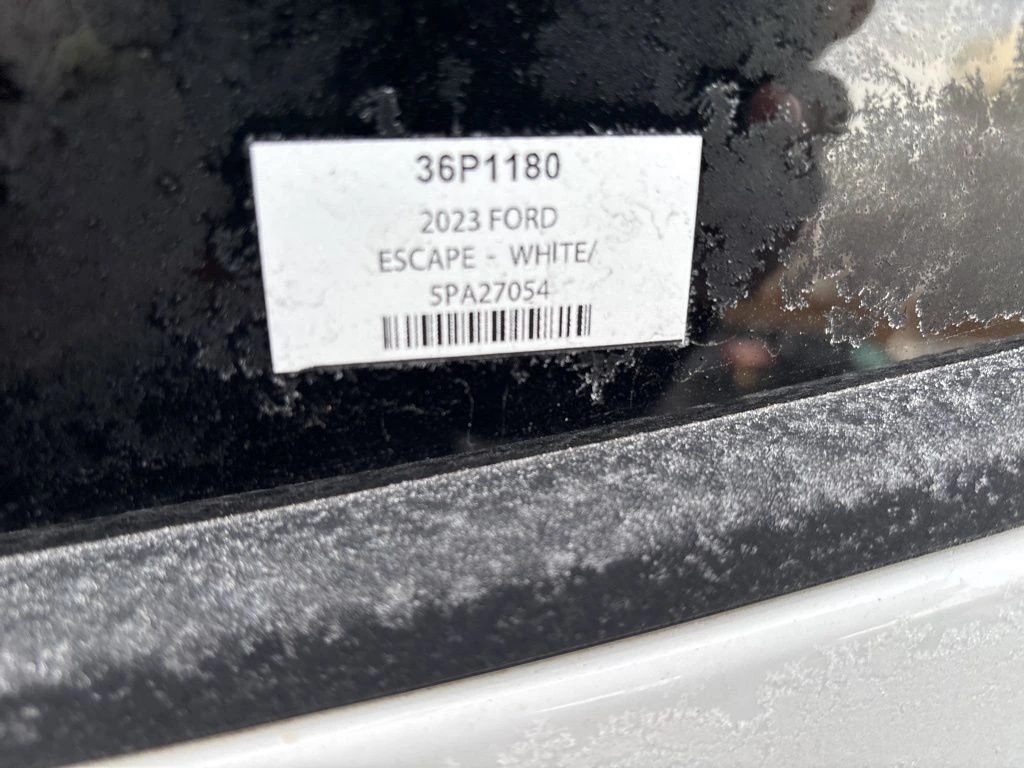 36P1180
2023 FORD
ESCAPE - WHITE/
5PA27054